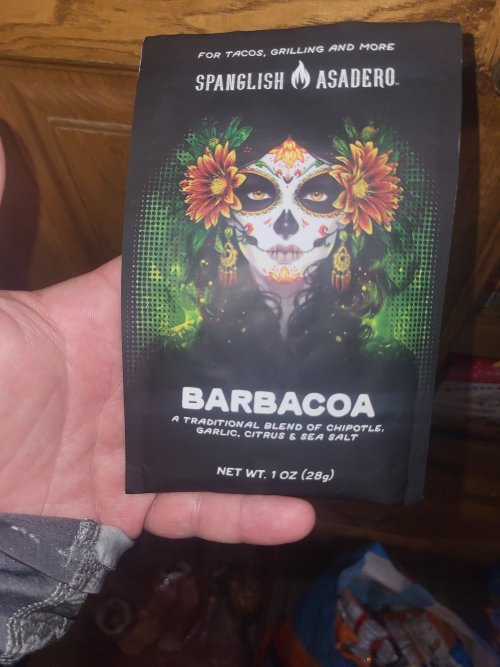 FOR TACOS, GRILLING AND MORE
SPANGLISH ASADERO™
BARBACOA
A TRADITIONAL BLEND OF CHIPOTLE,
GARLIC, CITRUS & SEA SALT
NET WT. 1 OZ (28g)